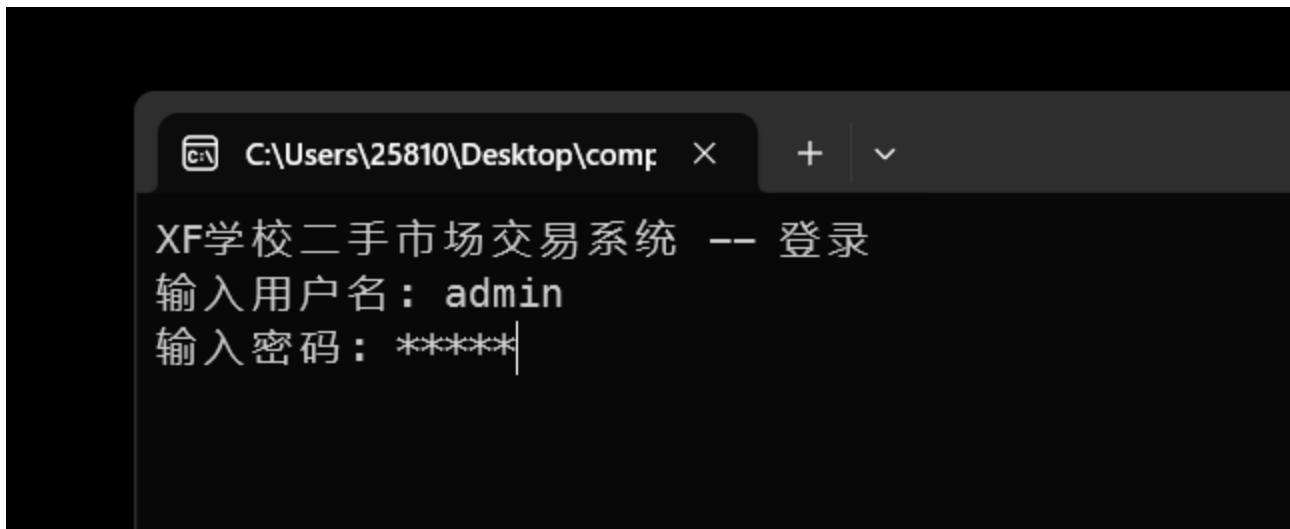 C:\Users\25810\Desktop\comp
XF学校二手市场交易系统 -- 登录
输入用户名: admin
输入密码: *****